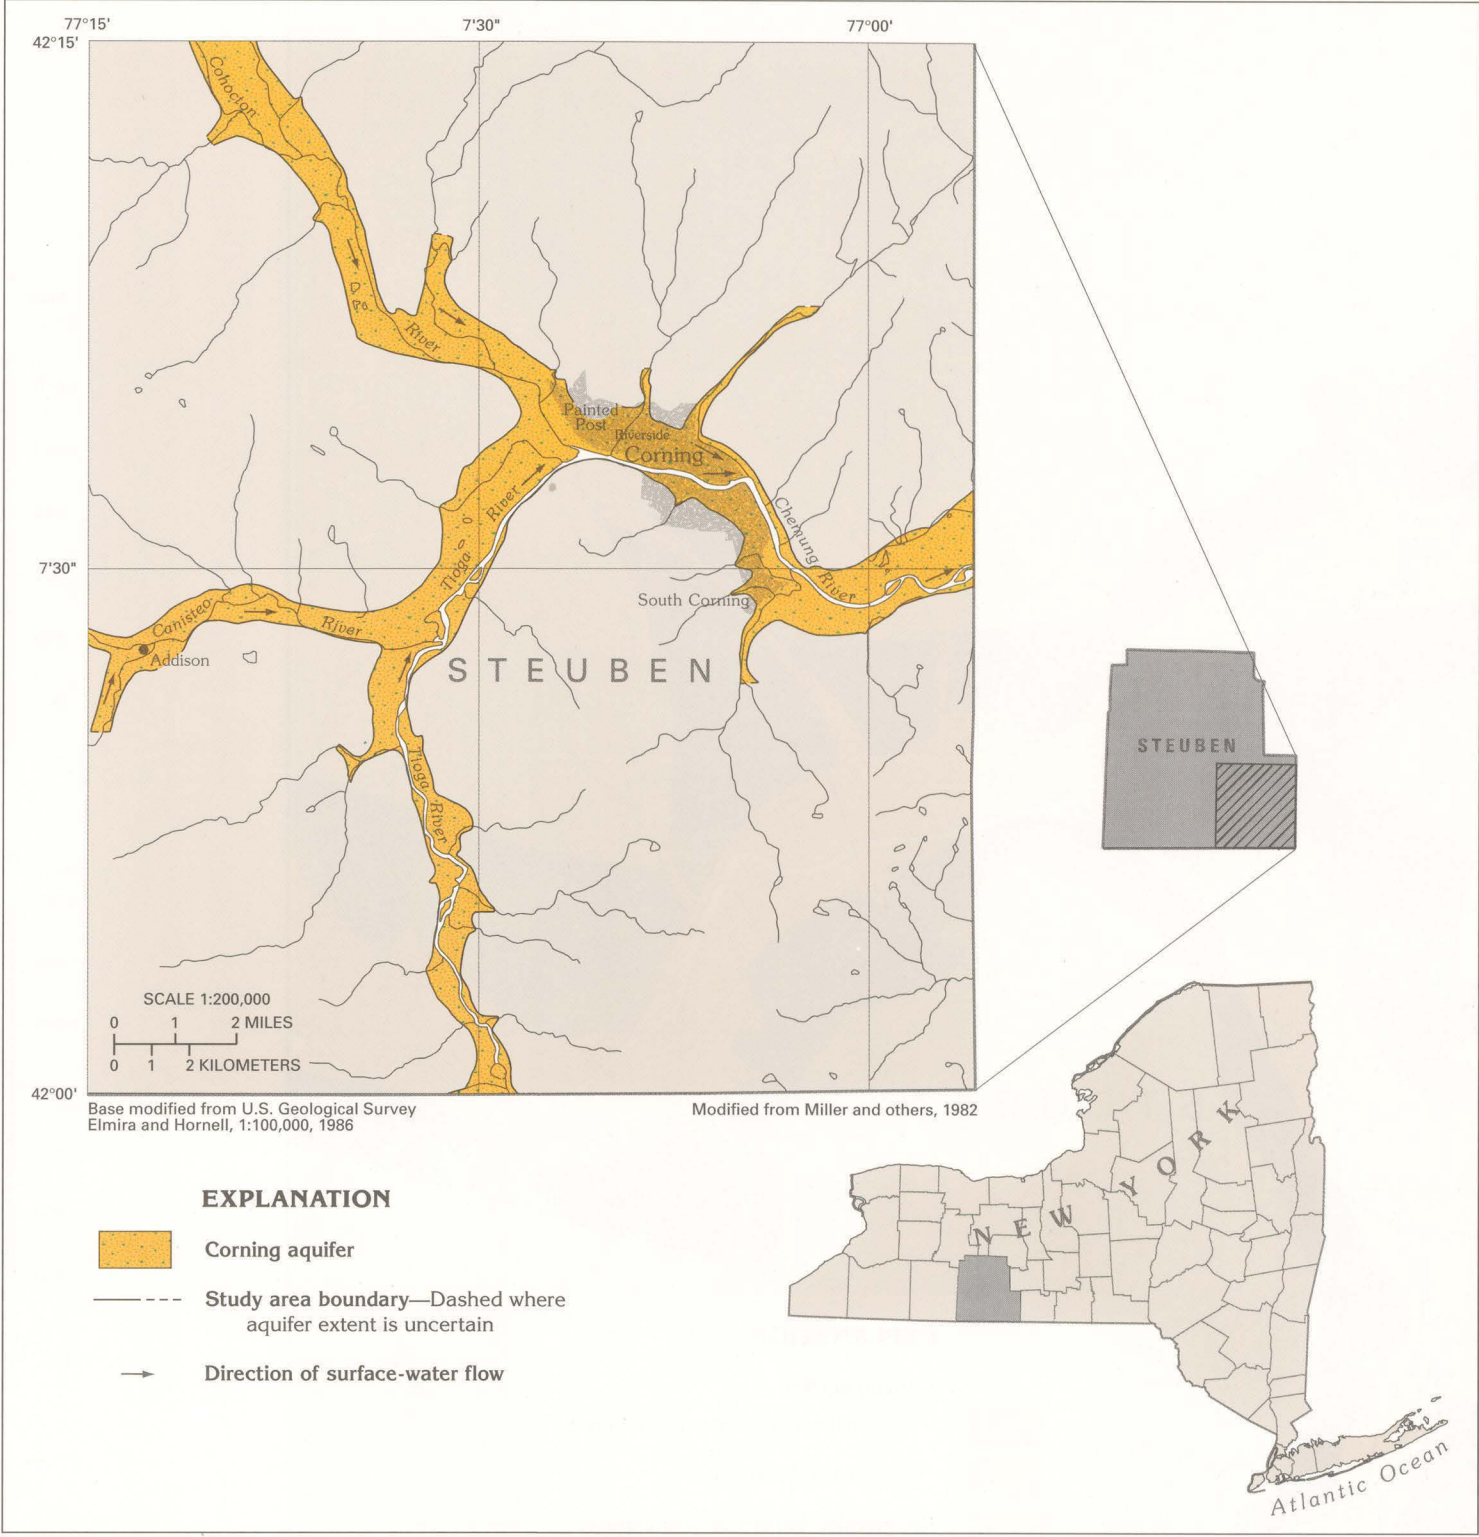 77°15'
7'30"
77°00'
42°15'
Cohocton
River
Painted
Post
Riverside
Corning
River
Tioga
Chemung
River
7'30"
South Corning
Canisteo
River
Addison
STEUBEN
Tioga
River
STEUBEN
SCALE 1:200,000
0 1 2 MILES
0 1 2 KILOMETERS
42°00'
Base modified from U.S. Geological Survey
Elmira and Hornell, 1:100,000, 1986
Modified from Miller and others, 1982
EXPLANATION
Corning aquifer
Study area boundary—Dashed where
aquifer extent is uncertain
Direction of surface-water flow
NEW YORK
Atlantic Ocean